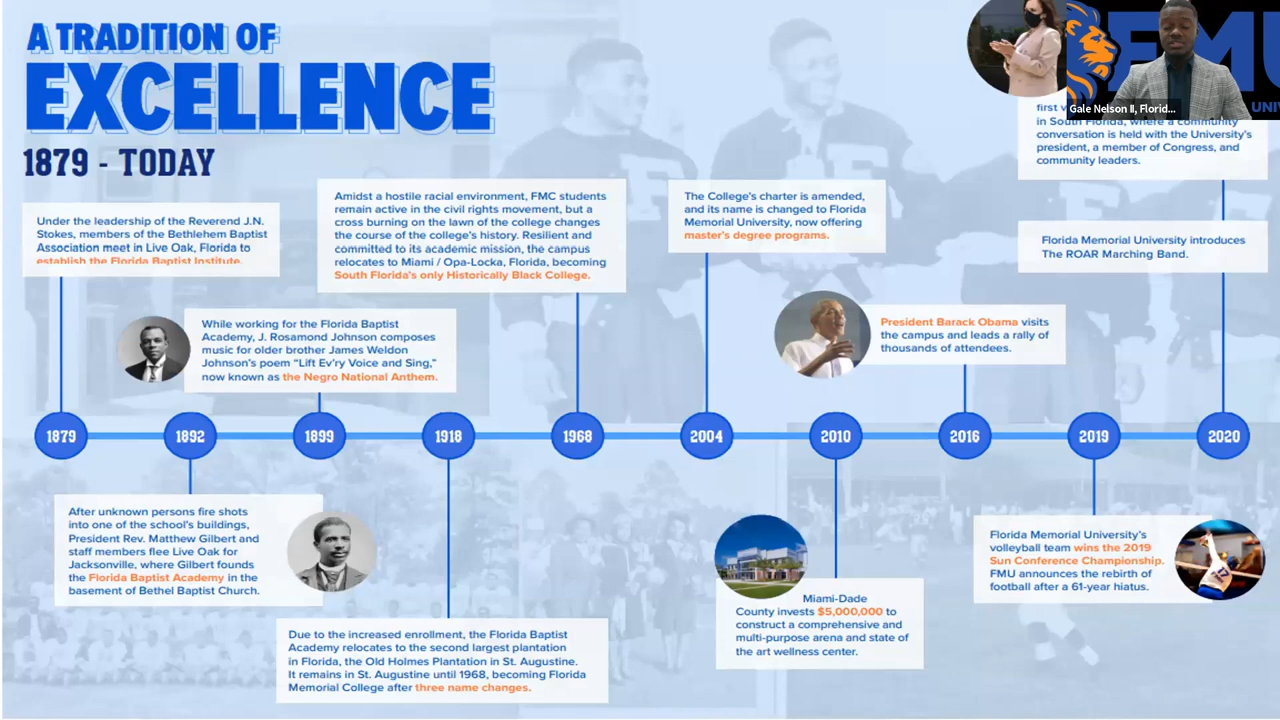 A TRADITION OF
EXCELLENCE
1879 - TODAY
Under the leadership of the Reverend J.N.
Stokes, members of the Bethlehem Baptist
Association meet in Live Oak, Florida to
establish the Florida Baptist Institute.
While working for the Florida Baptist
Academy, J. Rosamond Johnson composes
music for older brother James Weldon
Johnson's poem “Lift Ev'ry Voice and Sing,”
now known as the Negro National Anthem.
Amidst a hostile racial environment, FMC students
remain active in the civil rights movement, but a
cross burning on the lawn of the college changes
the course of the college's history. Resilient and
committed to its academic mission, the campus
relocates to Miami / Opa-Locka, Florida, becoming
South Florida's only Historically Black College.
The College's charter is amended,
and its name is changed to Florida
Memorial University, now offering
master's degree programs.
President Barack Obama visits
the campus and leads a rally of
thousands of attendees.
FMU
UNIV
Gale Nelson II, Florid...
first v
in South Florida, where a community
conversation is held with the University's
president, a member of Congress, and
community leaders.
Florida Memorial University introduces
The ROAR Marching Band.
1879
1892
1899
1918
1968
2004
2010
2016
2019
2020
After unknown persons fire shots
into one of the school's buildings,
President Rev. Matthew Gilbert and
staff members flee Live Oak for
Jacksonville, where Gilbert founds
the Florida Baptist Academy in the
basement of Bethel Baptist Church.
Due to the increased enrollment, the Florida Baptist
Academy relocates to the second largest plantation
in Florida, the Old Holmes Plantation in St. Augustine.
It remains in St. Augustine until 1968, becoming Florida
Memorial College after three name changes.
Miami-Dade
County invests $5,000,000 to
construct a comprehensive and
multi-purpose arena and state of
the art wellness center.
Florida Memorial University's
volleyball team wins the 2019
Sun Conference Championship.
FMU announces the rebirth of
football after a 61-year hiatus.
17